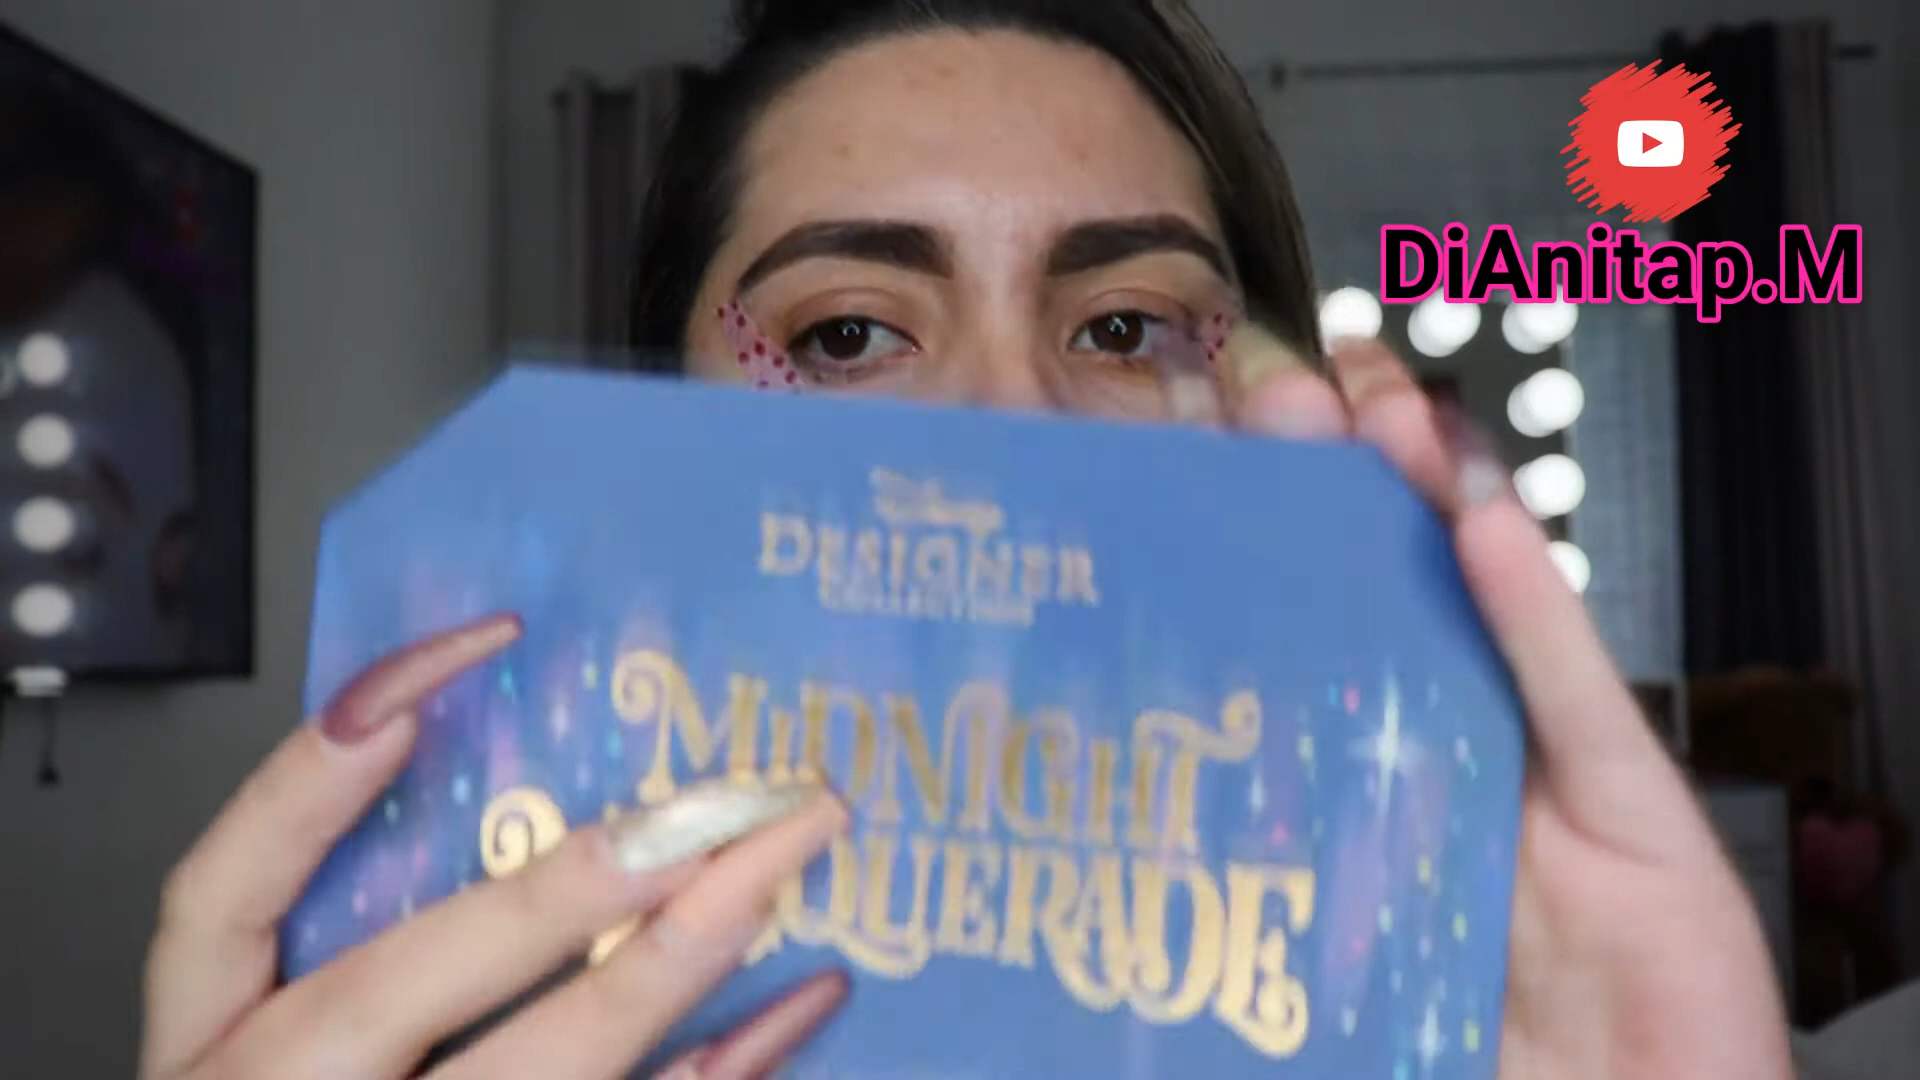 DiAnitap.M
Disney
DESIGNER
COLLECTION
MIDNIGHT
QUERADE